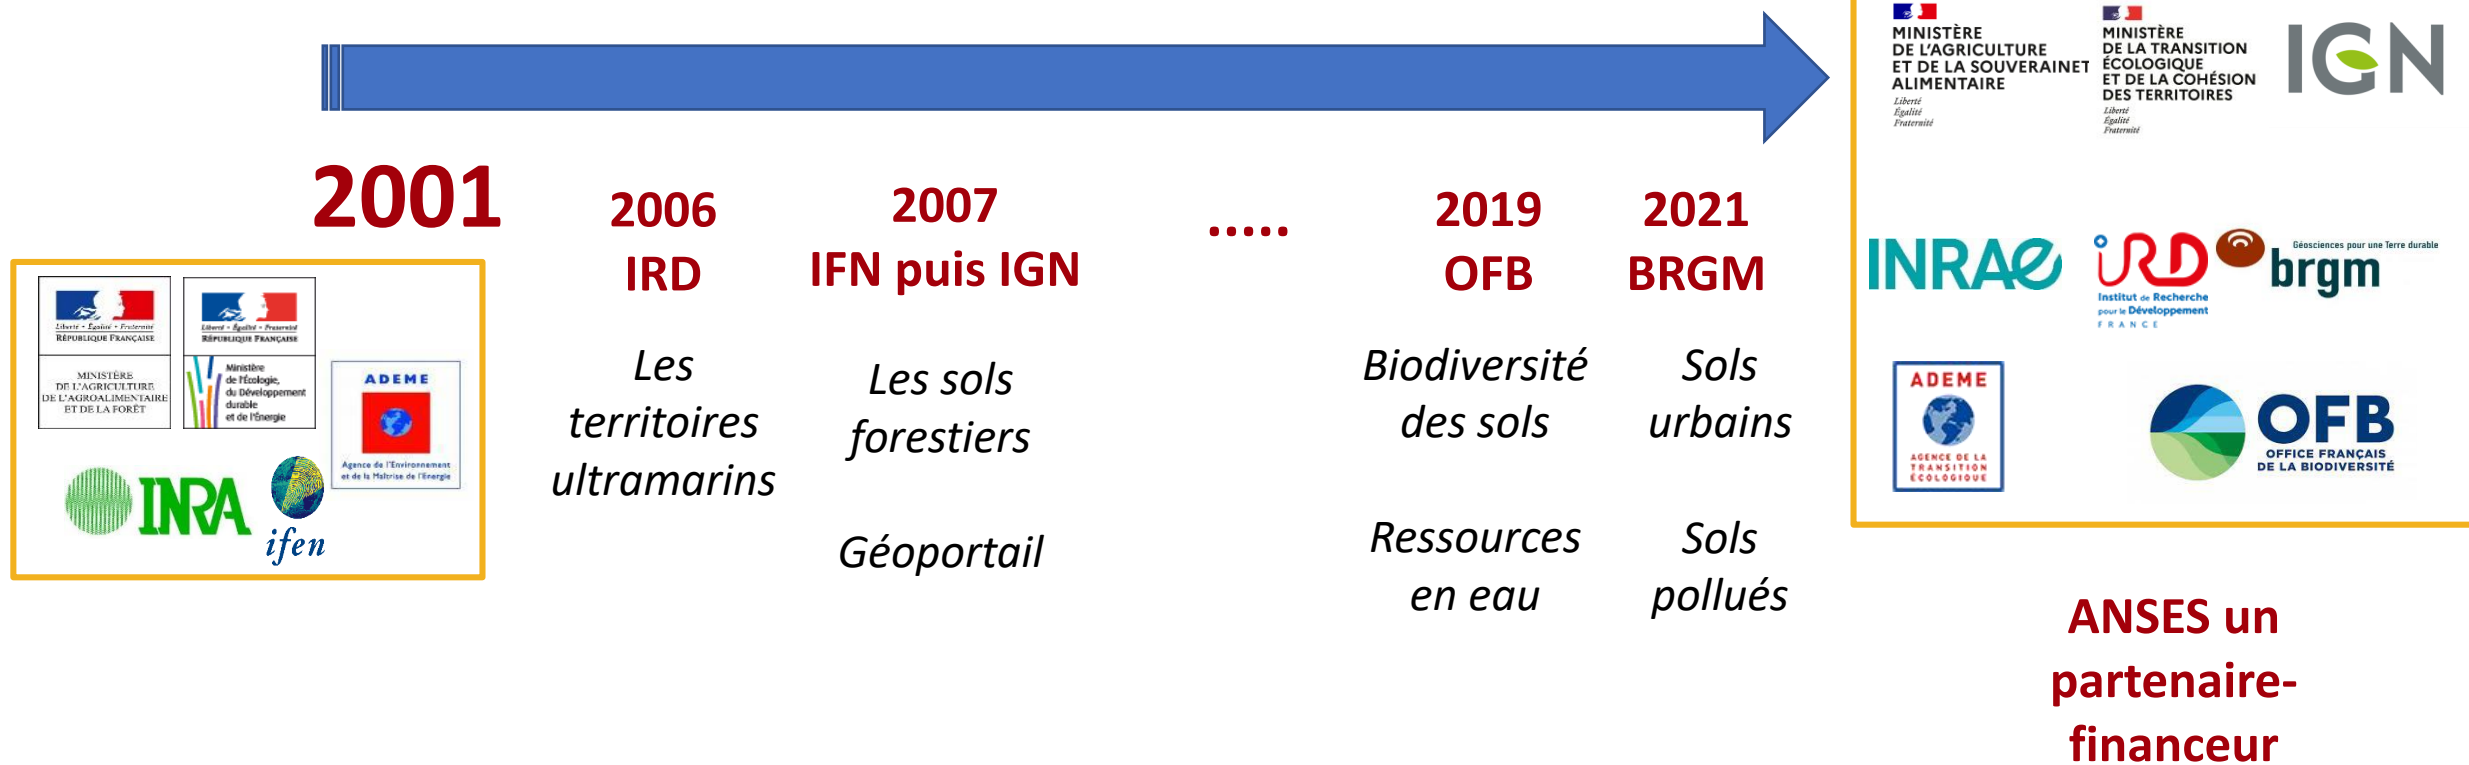 MINISTÈRE
DE L'AGRICULTURE
ET DE LA SOUVERAINET
ALIMENTAIRE
Liberté
Égalité
Fraternité
MINISTÈRE
DE LA TRANSITION
ÉCOLOGIQUE
ET DE LA COHÉSION
DES TERRITOIRES
Liberté
Égalité
Fraternité
IGN
2001
2006
IRD
Les
territoires
ultramarins
2007
IFN puis IGN
Les sols
forestiers
Géoportail
.....
2019
OFB
Biodiversité
des sols
Ressources
en eau
2021
BRGM
Sols
urbains
Sols
pollués
Liberté • Égalité • Fraternité
RÉPUBLIQUE FRANÇAISE
MINISTÈRE
DE L'AGRICULTURE
DE L'AGROALIMENTAIRE
ET DE LA FORÊT
Liberté • Égalité • Fraternité
RÉPUBLIQUE FRANÇAISE
Ministère
de l'Écologie,
du Développement
durable
et de l'Énergie
ADEME
Agence de l'Environnement
et de la Maîtrise de l'Énergie
INRA
ifen
INRAE
IRD
Institut de Recherche
pour le Développement
FRANCE
Géosciences pour une Terre durable
brgm
ADEME
AGENCE DE LA
TRANSITION
ÉCOLOGIQUE
OFB
OFFICE FRANÇAIS
DE LA BIODIVERSITÉ
ANSES un
partenaire-
financeur